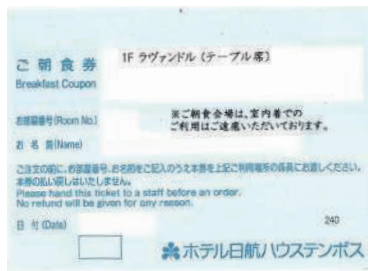 ご朝食券
1F ラヴァンドル (テーブル席)
Breakfast Coupon
お部屋番号(Room No.)
※ご朝食会場は、室内着での
ご利用はご遠慮いただいております。
お名前(Name)
ご注文の前に、お部屋番号、お名前をご記入のうえ本券を上記ご利用場所の係員にお渡しください。
本券の払い戻しはいたしません。
Please hand this ticket to a staff before an order.
No refund will be given for any reason.
日付(Date)
240
ホテル日航ハウステンボス